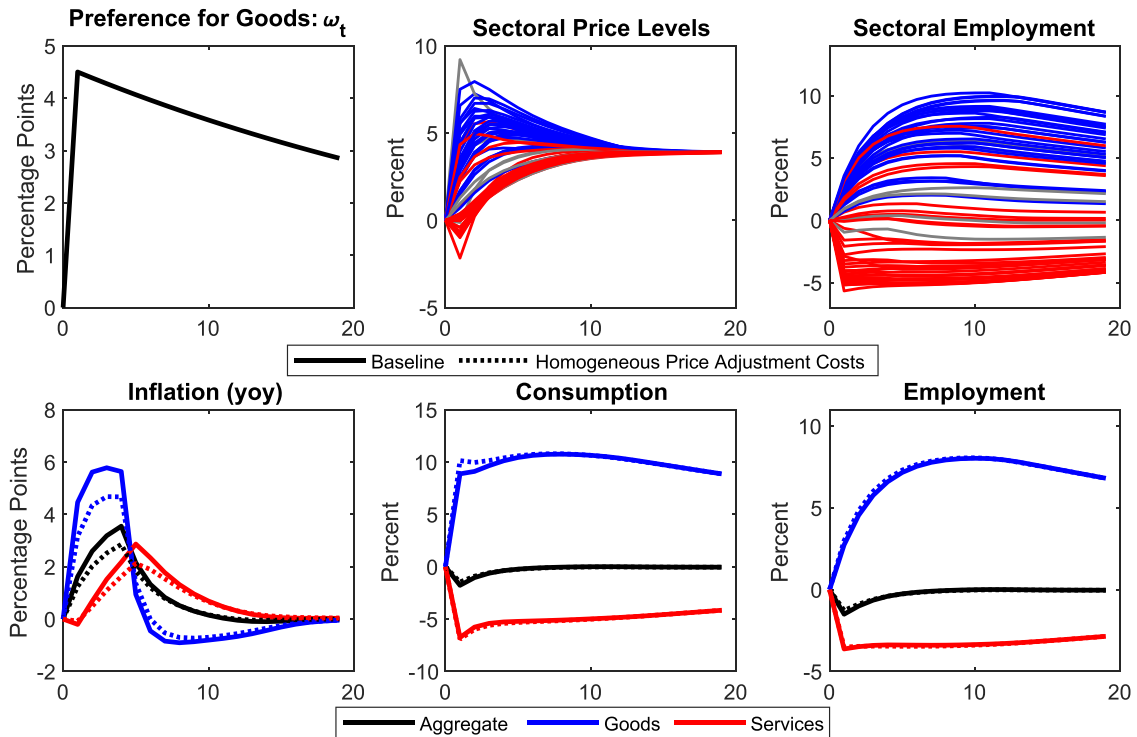 Preference for Goods: ωt
Percentage Points
5
4
3
2
1
0
0
10
20
Sectoral Price Levels
Percent
10
5
0
-5
0
10
20
Sectoral Employment
Percent
10
5
0
-5
0
10
20
Baseline
Homogeneous Price Adjustment Costs
Inflation (yoy)
Percentage Points
8
6
4
2
0
-2
0
10
20
Consumption
Percent
15
10
5
0
-5
-10
0
10
20
Employment
Percent
10
5
0
-5
0
10
20
Aggregate
Goods
Services